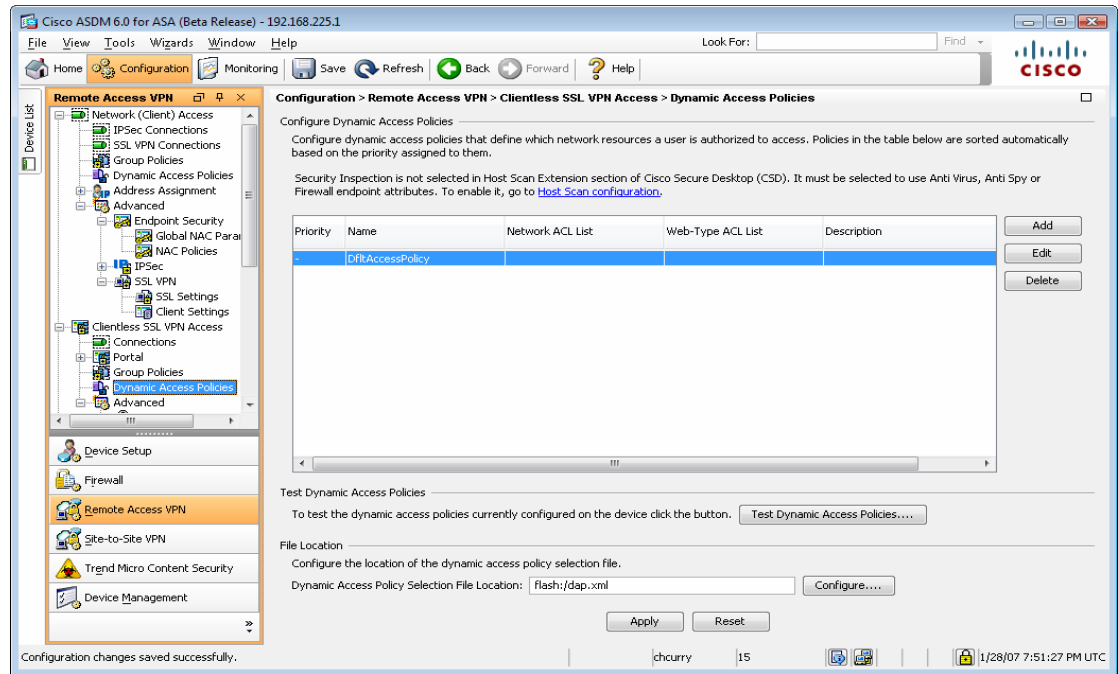 Cisco ASDM 6.0 for ASA (Beta Release) - 192.168.225.1
File View Tools Wizards Window Help
Look For:
Find
Home Configuration Monitoring Save Refresh Back Forward Help
CISCO
Device List
Remote Access VPN
Network (Client) Access
IPSec Connections
SSL VPN Connections
Group Policies
Dynamic Access Policies
Address Assignment
Advanced
Endpoint Security
Global NAC Parar
NAC Policies
IPSec
SSL VPN
SSL Settings
Client Settings
Clientless SSL VPN Access
Connections
Portal
Group Policies
Dynamic Access Policies
Advanced
Device Setup
Firewall
Remote Access VPN
Site-to-Site VPN
Trend Micro Content Security
Device Management
Configuration > Remote Access VPN > Clientless SSL VPN Access > Dynamic Access Policies
Configure Dynamic Access Policies
Configure dynamic access policies that define which network resources a user is authorized to access. Policies in the table below are sorted automatically
based on the priority assigned to them.
Security Inspection is not selected in Host Scan Extension section of Cisco Secure Desktop (CSD). It must be selected to use Anti Virus, Anti Spy or
Firewall endpoint attributes. To enable it, go to Host Scan configuration.
Priority Name Network ACL List Web-Type ACL List Description
- DfltAccessPolicy
Add
Edit
Delete
Test Dynamic Access Policies
To test the dynamic access policies currently configured on the device click the button. Test Dynamic Access Policies....
File Location
Configure the location of the dynamic access policy selection file.
Dynamic Access Policy Selection File Location: flash:/dap.xml Configure....
Apply Reset
Configuration changes saved successfully.
chcurry 15 1/28/07 7:51:27 PM UTC